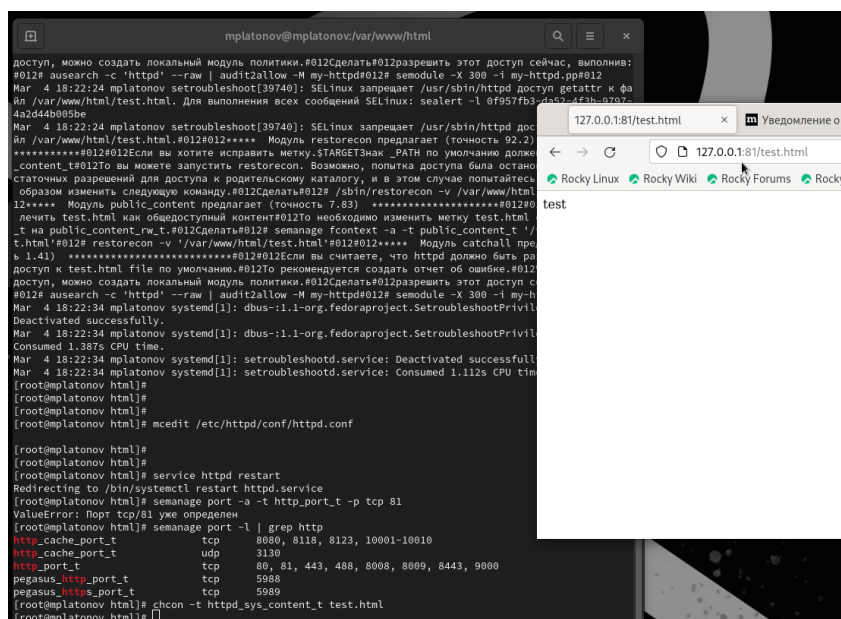 mplatonov@mplatonov:/var/www/html
доступ, можно создать локальный модуль политики.#012Сделать#012разрешить этот доступ сейчас, выполнив:
#012# ausearch -c 'httpd' --raw | audit2allow -M my-httpd#012# semodule -X 300 -i my-httpd.pp#012
Mar  4 18:22:24 mplatonov setroubleshoot[39740]: SELinux запрещает /usr/sbin/httpd доступ getattr к фа
йл /var/www/html/test.html. Для выполнения всех сообщений SELinux: sealert -l 0f957fb3-da52-4f3b-9797-
4a2d44b005be
Mar  4 18:22:24 mplatonov setroubleshoot[39740]: SELinux запрещает /usr/sbin/httpd дос
йл /var/www/html/test.html.#012#012*****  Модуль restorecon предлагает (точность 92.2)
***********#012#012Если вы хотите исправить метку.$TARGETЗнак _PATH по умолчанию долже
_content_t#012То вы можете запустить restorecon. Возможно, попытка доступа была остано
статочных разрешений для доступа к родительскому каталогу, и в этом случае попытайтесь
образом изменить следующую команду.#012Сделать#012# /sbin/restorecon -v /var/www/html
12*****  Модуль public_content предлагает (точность 7.83)  *********************#012#0
лечить test.html как общедоступный контент#012То необходимо изменить метку test.html
_t на public_content_rw_t.#012Сделать#012# semanage fcontext -a -t public_content_t '/
t.html'#012# restorecon -v '/var/www/html/test.html'#012#012*****  Модуль catchall пре
ь 1.41)  **************************#012#012Если вы считаете, что httpd должно быть ра
доступ к test.html file по умолчанию.#012То рекомендуется создать отчет об ошибке.#012
доступ, можно создать локальный модуль политики.#012Сделать#012разрешить этот доступ с
#012# ausearch -c 'httpd' --raw | audit2allow -M my-httpd#012# semodule -X 300 -i my-h
Mar  4 18:22:34 mplatonov systemd[1]: dbus-:1.1-org.fedoraproject.SetroubleshootPrivil
Deactivated successfully.
Mar  4 18:22:34 mplatonov systemd[1]: dbus-:1.1-org.fedoraproject.SetroubleshootPrivil
Consumed 1.387s CPU time.
Mar  4 18:22:34 mplatonov systemd[1]: setroubleshootd.service: Deactivated successfull
Mar  4 18:22:34 mplatonov systemd[1]: setroubleshootd.service: Consumed 1.112s CPU tim
[root@mplatonov html]#
[root@mplatonov html]#
[root@mplatonov html]#
[root@mplatonov html]# mcedit /etc/httpd/conf/httpd.conf
[root@mplatonov html]#
[root@mplatonov html]#
[root@mplatonov html]# service httpd restart
Redirecting to /bin/systemctl restart httpd.service
[root@mplatonov html]# semanage port -a -t http_port_t -p tcp 81
ValueError: Порт tcp/81 уже определен
[root@mplatonov html]# semanage port -l | grep http
http_cache_port_t              tcp      8080, 8118, 8123, 10001-10010
http_cache_port_t              udp      3130
http_port_t                    tcp      80, 81, 443, 488, 8008, 8009, 8443, 9000
pegasus_http_port_t            tcp      5988
pegasus_https_port_t           tcp      5989
[root@mplatonov html]# chcon -t httpd_sys_content_t test.html
[root@mplatonov html]#
127.0.0.1:81/test.html
Уведомление о
127.0.0.1:81/test.html
Rocky Linux Rocky Wiki Rocky Forums Rocky
test